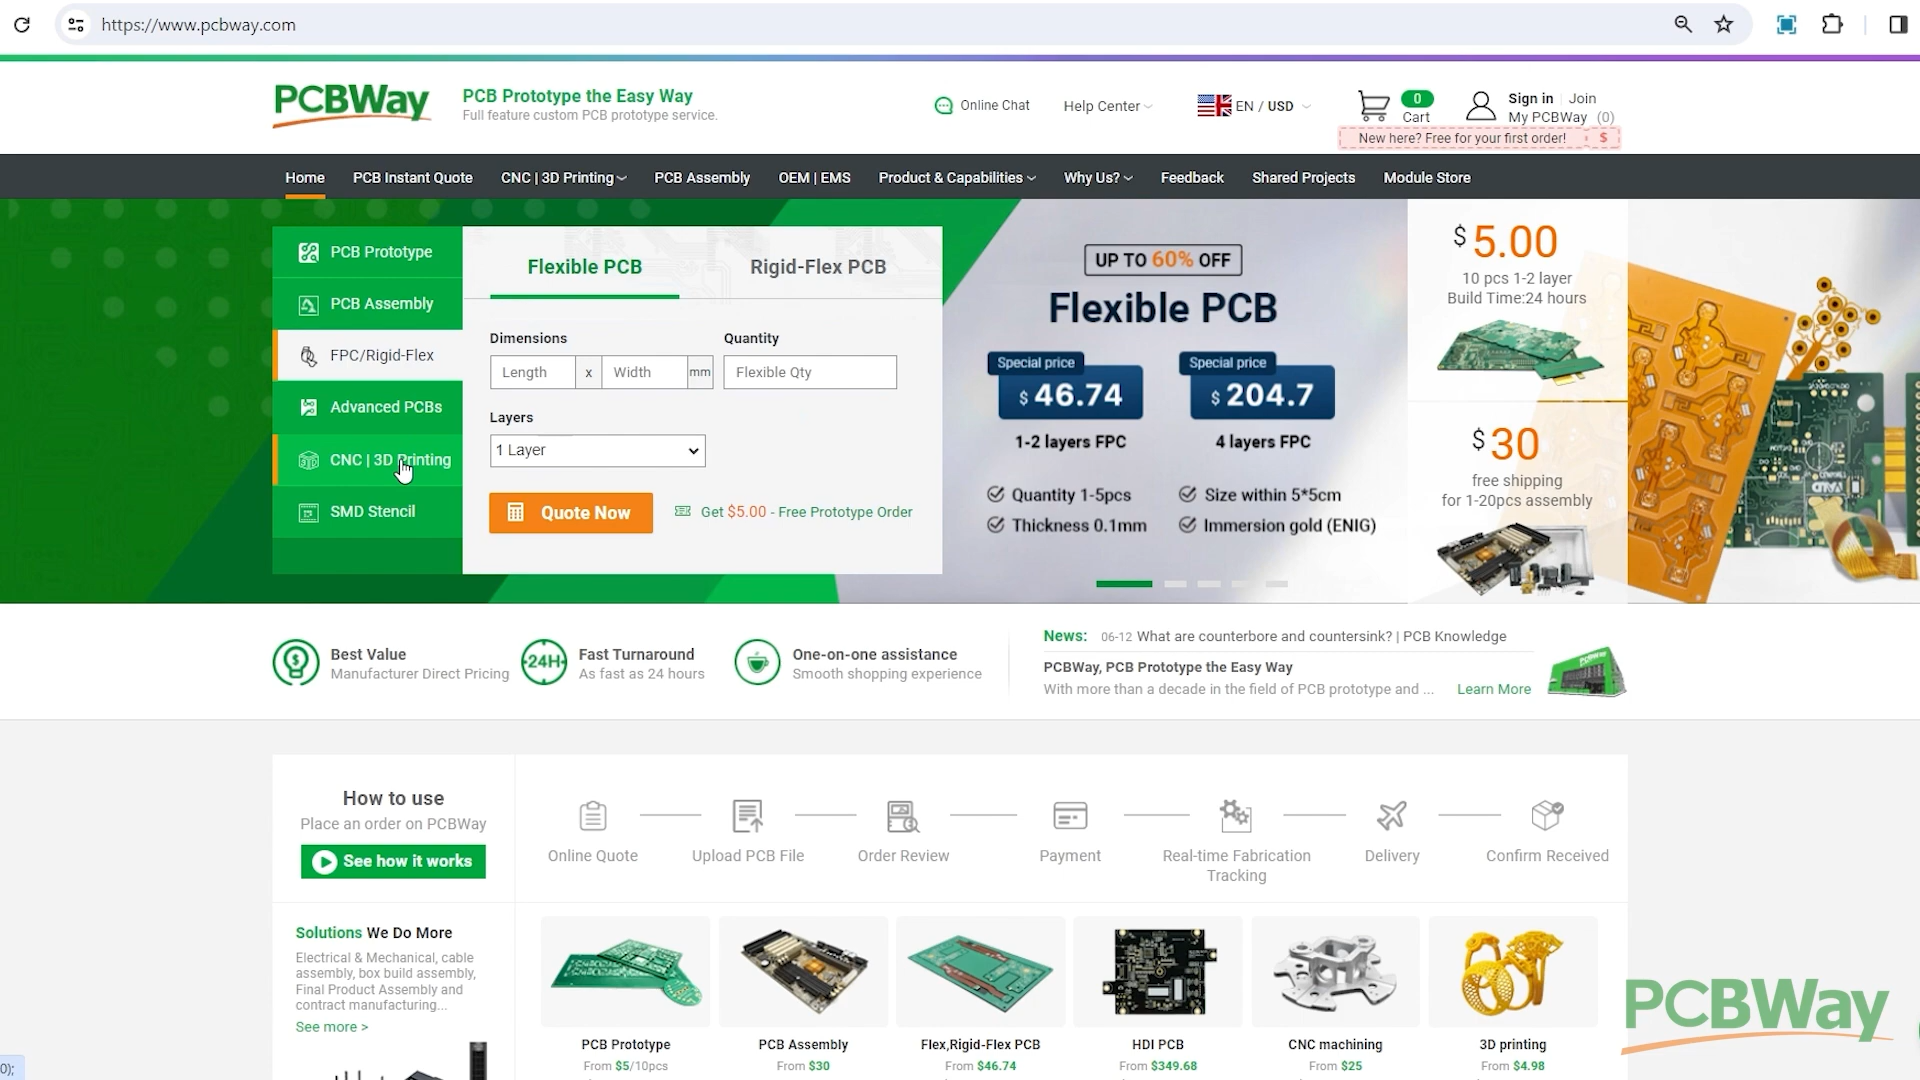 https://www.pcbway.com
PCBWay
PCB Prototype the Easy Way
Full feature custom PCB prototype service.
Online Chat
Help Center
EN / USD
0
Cart
Sign in | Join
My PCBWay (0)
New here? Free for your first order! $
Home
PCB Instant Quote
CNC | 3D Printing
PCB Assembly
OEM | EMS
Product & Capabilities
Why Us?
Feedback
Shared Projects
Module Store
PCB Prototype
PCB Assembly
FPC/Rigid-Flex
Advanced PCBs
CNC | 3D Printing
SMD Stencil
Flexible PCB
Rigid-Flex PCB
Dimensions
Quantity
Length x Width mm
Flexible Qty
Layers
1 Layer
Quote Now
Get $5.00 - Free Prototype Order
UP TO 60% OFF
Flexible PCB
Special price
$ 46.74
1-2 layers FPC
Special price
$ 204.7
4 layers FPC
Quantity 1-5pcs
Size within 5*5cm
Thickness 0.1mm
Immersion gold (ENIG)
$ 5.00
10 pcs 1-2 layer
Build Time:24 hours
$ 30
free shipping
for 1-20pcs assembly
Best Value
Manufacturer Direct Pricing
24H
Fast Turnaround
As fast as 24 hours
One-on-one assistance
Smooth shopping experience
News: 06-12 What are counterbore and countersink? | PCB Knowledge
PCBWay, PCB Prototype the Easy Way
With more than a decade in the field of PCB prototype and ... Learn More
How to use
Place an order on PCBWay
See how it works
Online Quote
Upload PCB File
Order Review
Payment
Real-time Fabrication
Tracking
Delivery
Confirm Received
Solutions We Do More
Electrical & Mechanical, cable
assembly, box build assembly,
Final Product Assembly and
contract manufacturing...
See more >
PCB Prototype
From $5/10pcs
PCB Assembly
From $30
Flex,Rigid-Flex PCB
From $46.74
HDI PCB
From $349.68
CNC machining
From $25
3D printing
From $4.98
PCBWay
0);